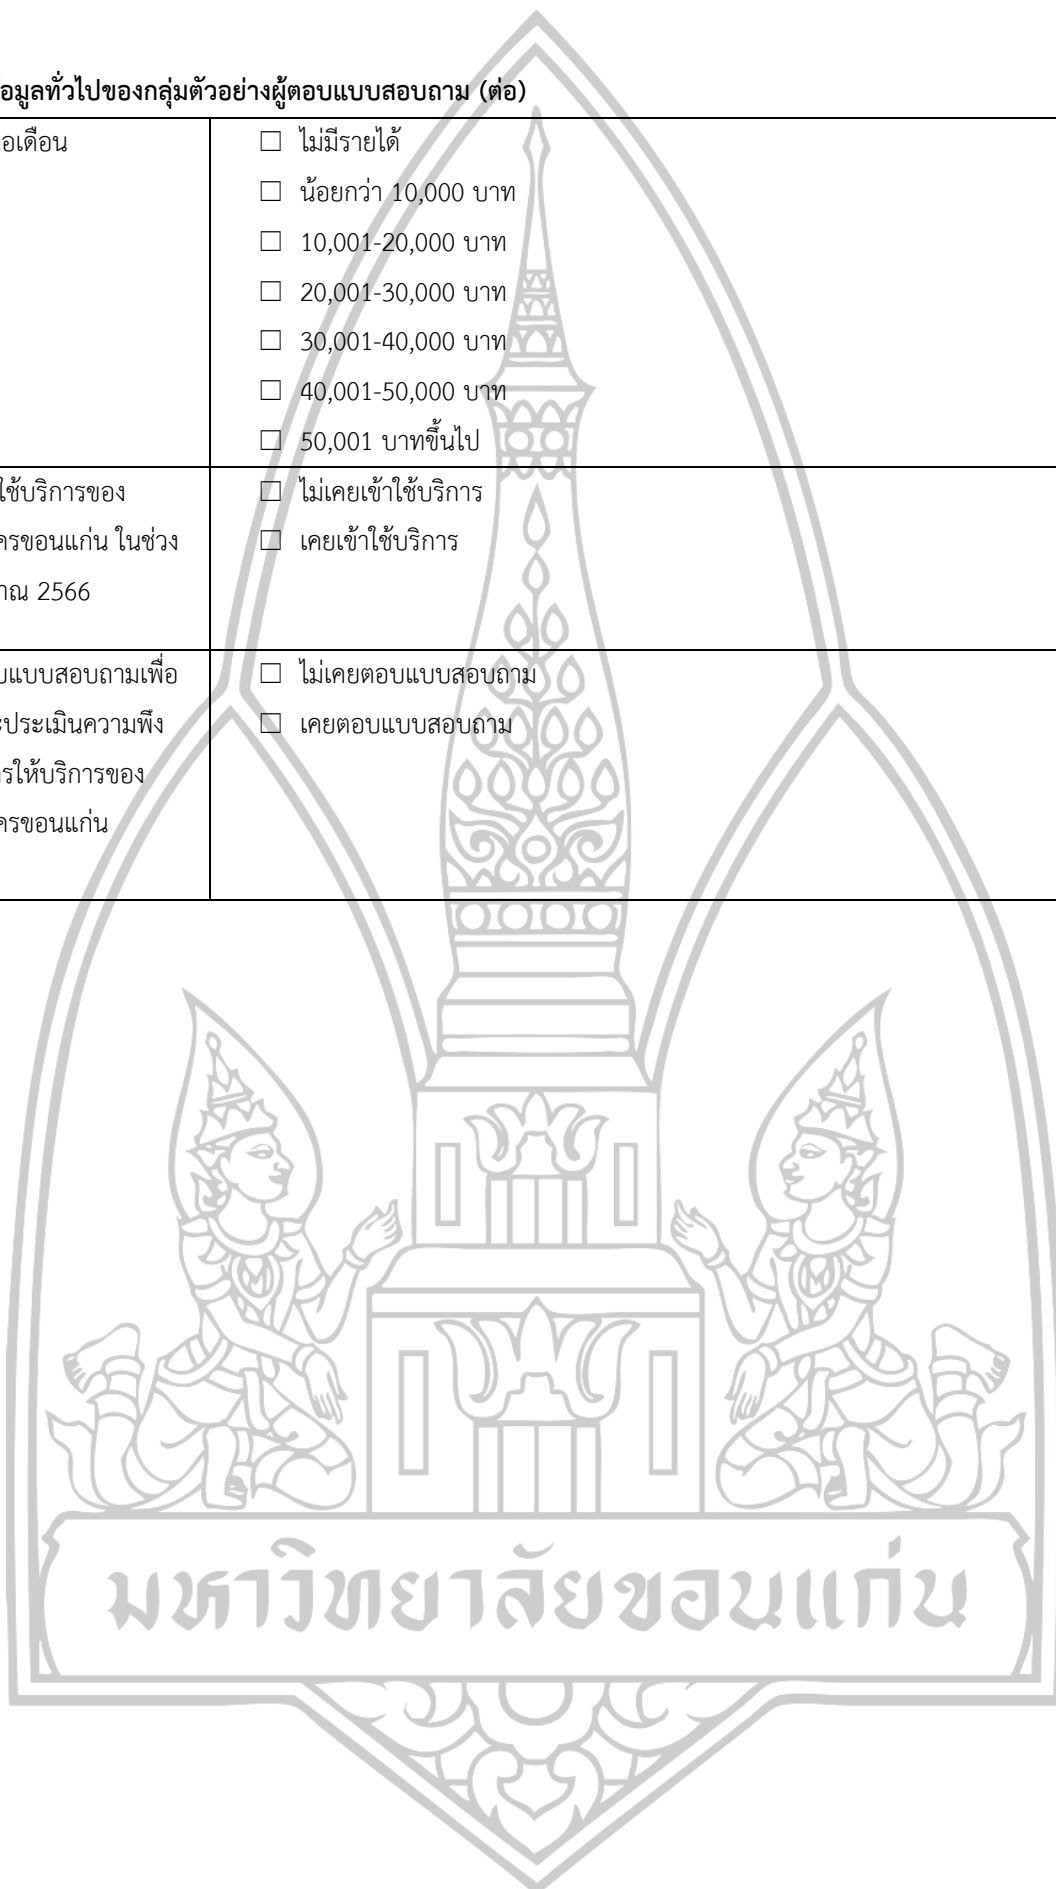 อมูลทั่วไปของกลุ่มตัวอย่างผู้ตอบแบบสอบถาม (ต่อ)
อเดือน
☐ ไม่มีรายได้
☐ น้อยกว่า 10,000 บาท
☐ 10,001-20,000 บาท
☐ 20,001-30,000 บาท
☐ 30,001-40,000 บาท
☐ 40,001-50,000 บาท
☐ 50,001 บาทขึ้นไป
ใช้บริการของ
ครขอนแก่น ในช่วง
าณ 2566
☐ ไม่เคยเข้าใช้บริการ
☐ เคยเข้าใช้บริการ
บแบบสอบถามเพื่อ
ะประเมินความพึง
ารให้บริการของ
ครขอนแก่น
☐ ไม่เคยตอบแบบสอบถาม
☐ เคยตอบแบบสอบถาม
มหาวิทยาลัยขอนแก่น